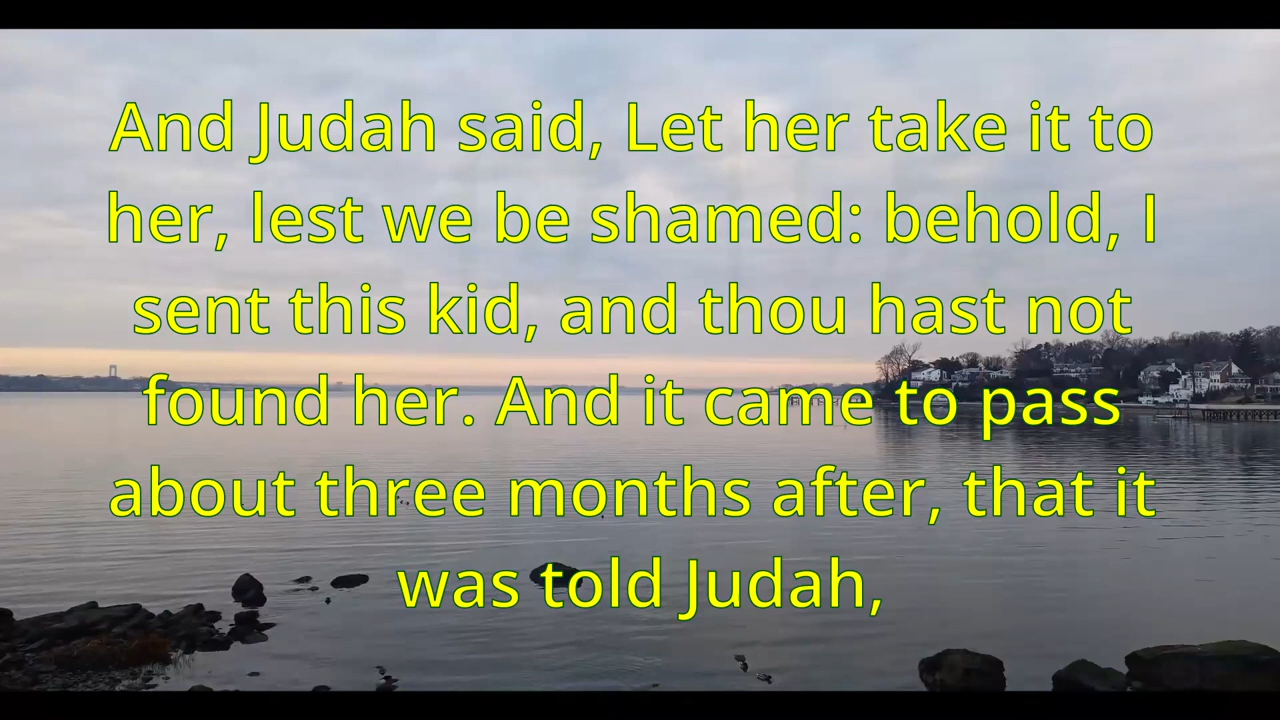 And Judah said, Let her take it to
her, lest we be shamed: behold, I
sent this kid, and thou hast not
found her. And it came to pass
about three months after, that it
was told Judah,